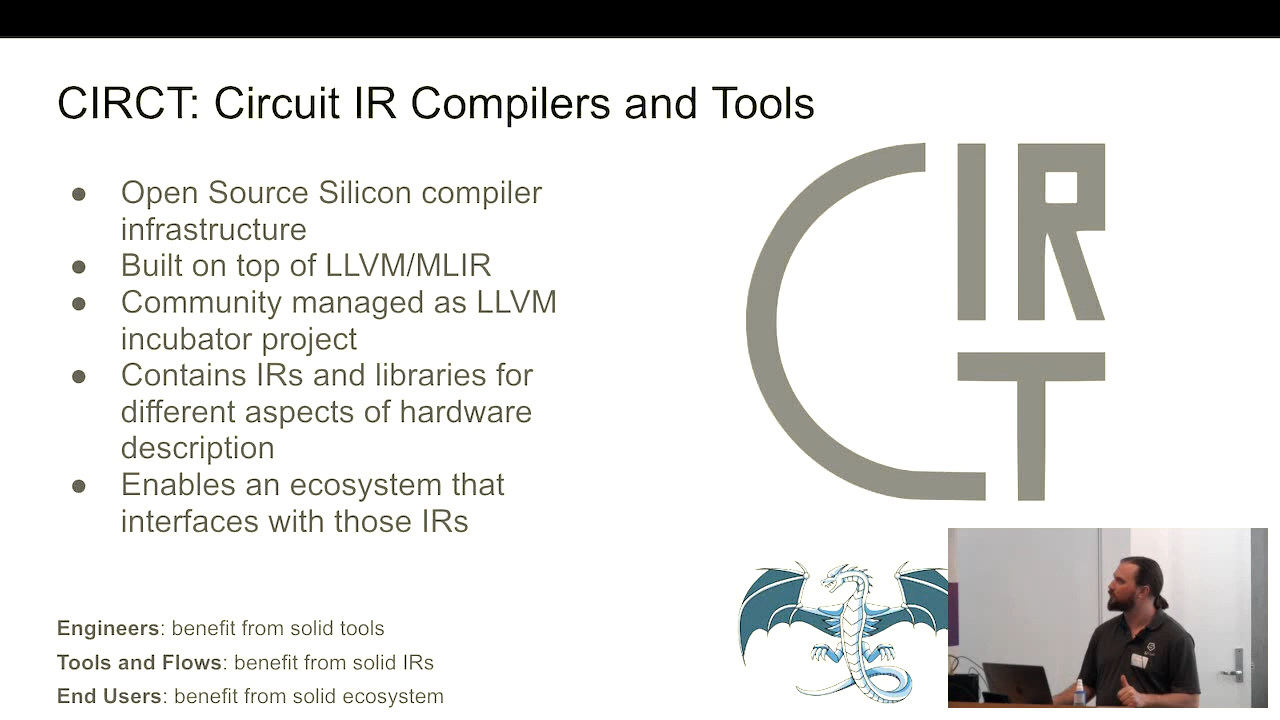 CIRCT: Circuit IR Compilers and Tools
● Open Source Silicon compiler
infrastructure
● Built on top of LLVM/MLIR
● Community managed as LLVM
incubator project
● Contains IRs and libraries for
different aspects of hardware
description
● Enables an ecosystem that
interfaces with those IRs
CIR
T
Engineers: benefit from solid tools
Tools and Flows: benefit from solid IRs
End Users: benefit from solid ecosystem